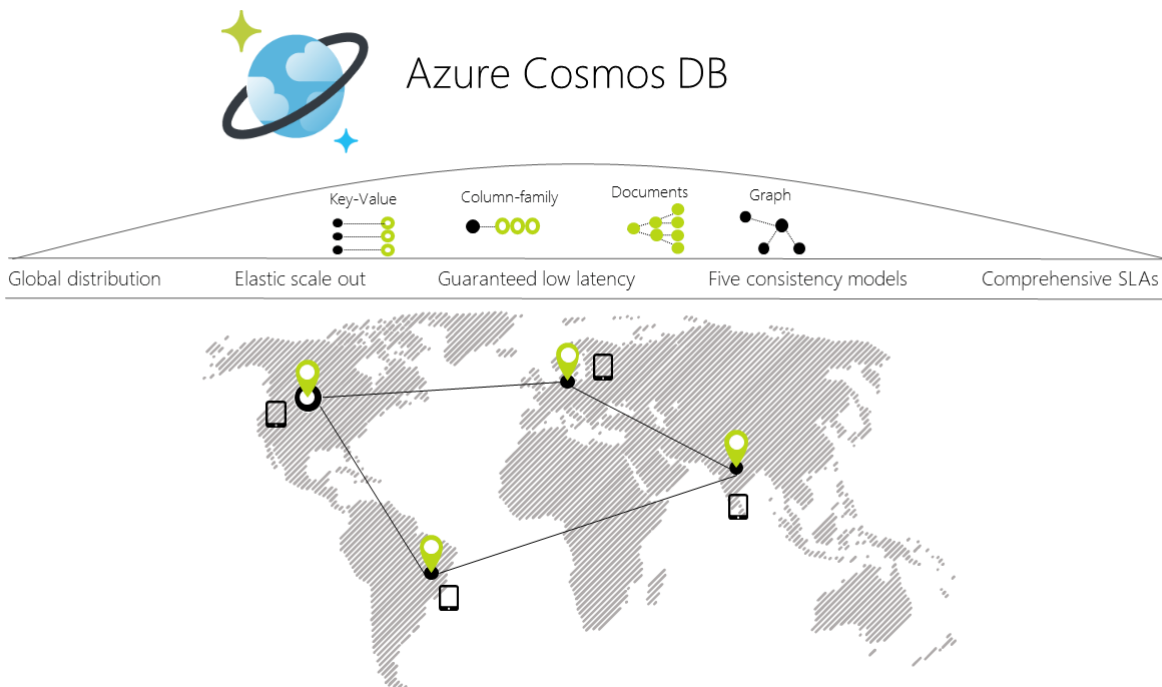 Azure Cosmos DB
Key-Value
Column-family
Documents
Graph
Global distribution
Elastic scale out
Guaranteed low latency
Five consistency models
Comprehensive SLAs